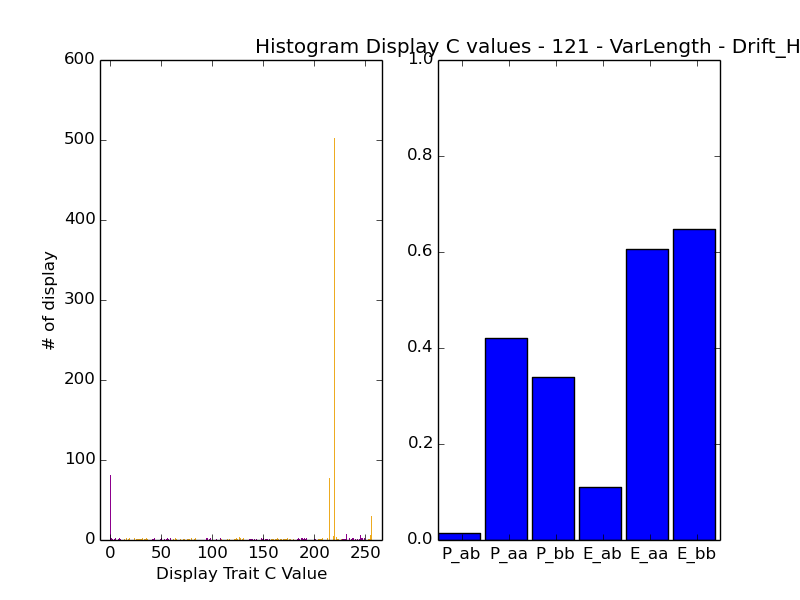 Histogram Display C values - 121 - VarLength - Drift_H
600
500
400
300
200
100
0
# of display
0 50 100 150 200 250
Display Trait C Value
1.0
0.8
0.6
0.4
0.2
0.0
P_ab P_aa P_bb E_ab E_aa E_bb